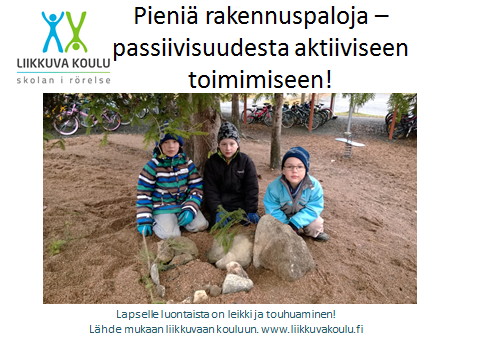 Pieniä rakennuspaloja –
passiivisuudesta aktiiviseen
toimimiseen!
LIIKKUVA KOULU
skolan i rörelse
Lapselle luontaista on leikki ja touhuaminen!
Lähde mukaan liikkuvaan kouluun. www.liikkuvakoulu.fi